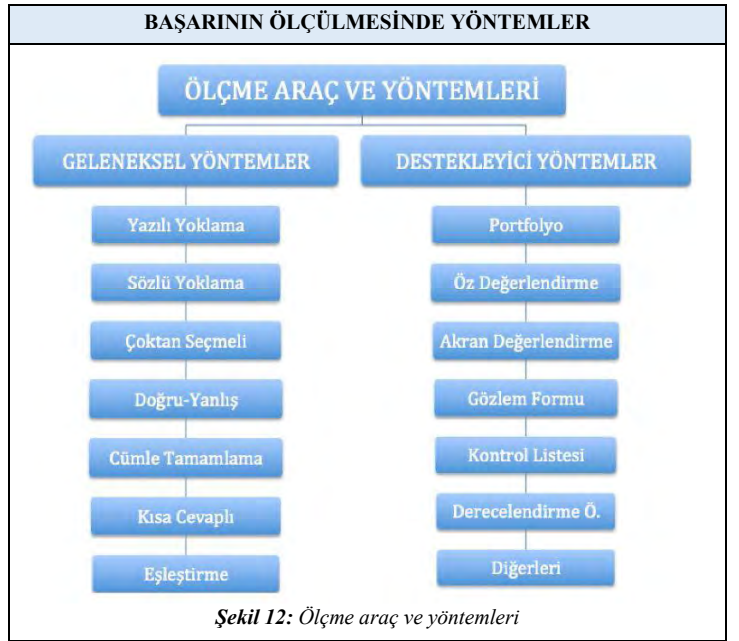 BAŞARININ ÖLÇÜLMESİNDE YÖNTEMLER
ÖLÇME ARAÇ VE YÖNTEMLERİ
GELENEKSEL YÖNTEMLER
Yazılı Yoklama
Sözlü Yoklama
Çoktan Seçmeli
Doğru-Yanlış
Cümle Tamamlama
Kısa Cevaplı
Eşleştirme
DESTEKLEYİCİ YÖNTEMLER
Portfolyo
Öz Değerlendirme
Akran Değerlendirme
Gözlem Formu
Kontrol Listesi
Derecelendirme Ö.
Diğerleri
Şekil 12: Ölçme araç ve yöntemleri